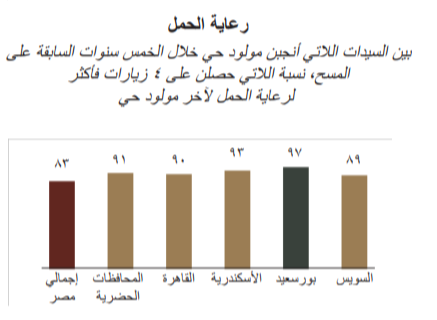 رعاية الحمل
بين السيدات اللاتي أنجبن مولود حي خلال الخمس سنوات السابقة على
المسح، نسبة اللاتي حصلن على ٤ زيارات فأكثر
لرعاية الحمل لآخر مولود حي
٨٩
٩٧
٩٣
٩٠
٩١
٨٣
السويس
بورسعيد
الأسكندرية
القاهرة
المحافظات
الحضرية
إجمالي
مصر